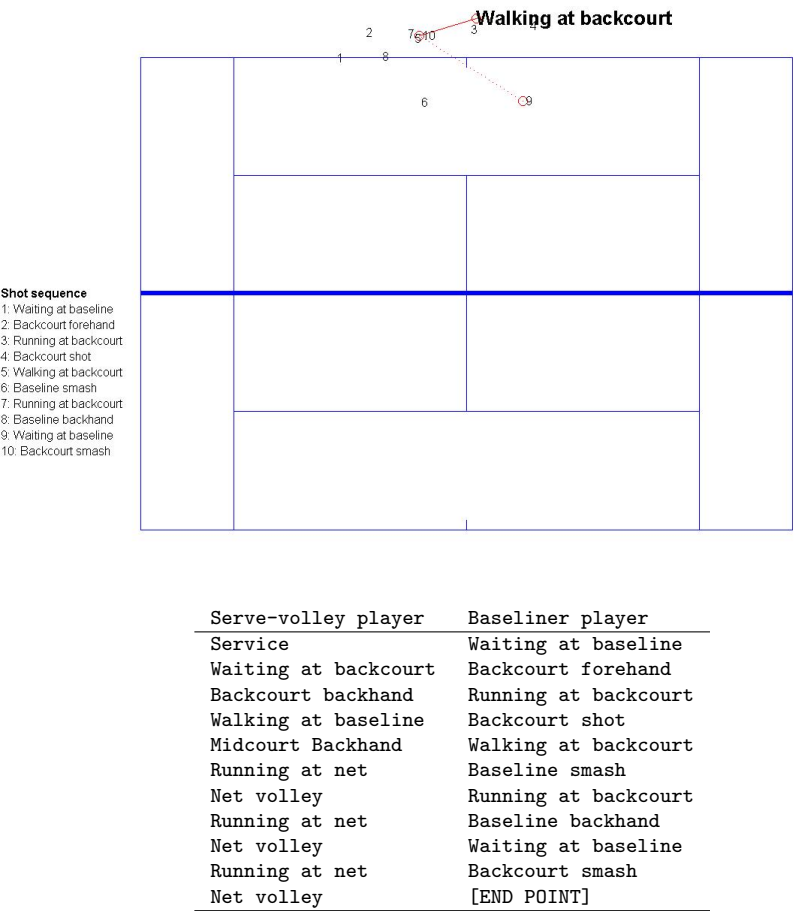 Walking at backcourt
2
7
5
10
3
4
1
8
6
9
Shot sequence
1: Waiting at baseline
2: Backcourt forehand
3: Running at backcourt
4: Backcourt shot
5: Walking at backcourt
6: Baseline smash
7: Running at backcourt
8: Baseline backhand
9: Waiting at baseline
10: Backcourt smash
Serve-volley player Baseliner player
Service Waiting at baseline
Waiting at backcourt Backcourt forehand
Backcourt backhand Running at backcourt
Walking at baseline Backcourt shot
Midcourt Backhand Walking at backcourt
Running at net Baseline smash
Net volley Running at backcourt
Running at net Baseline backhand
Net volley Waiting at baseline
Running at net Backcourt smash
Net volley [END POINT]